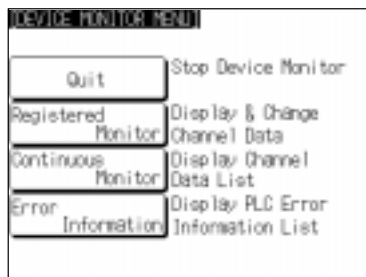 [DEVICE MONITOR MENU]
Quit
Stop Device Monitor
Registered
Monitor
Display & Change
Channel Data
Continuous
Monitor
Display Channel
Data List
Error
Information
Display PLC Error
Information List